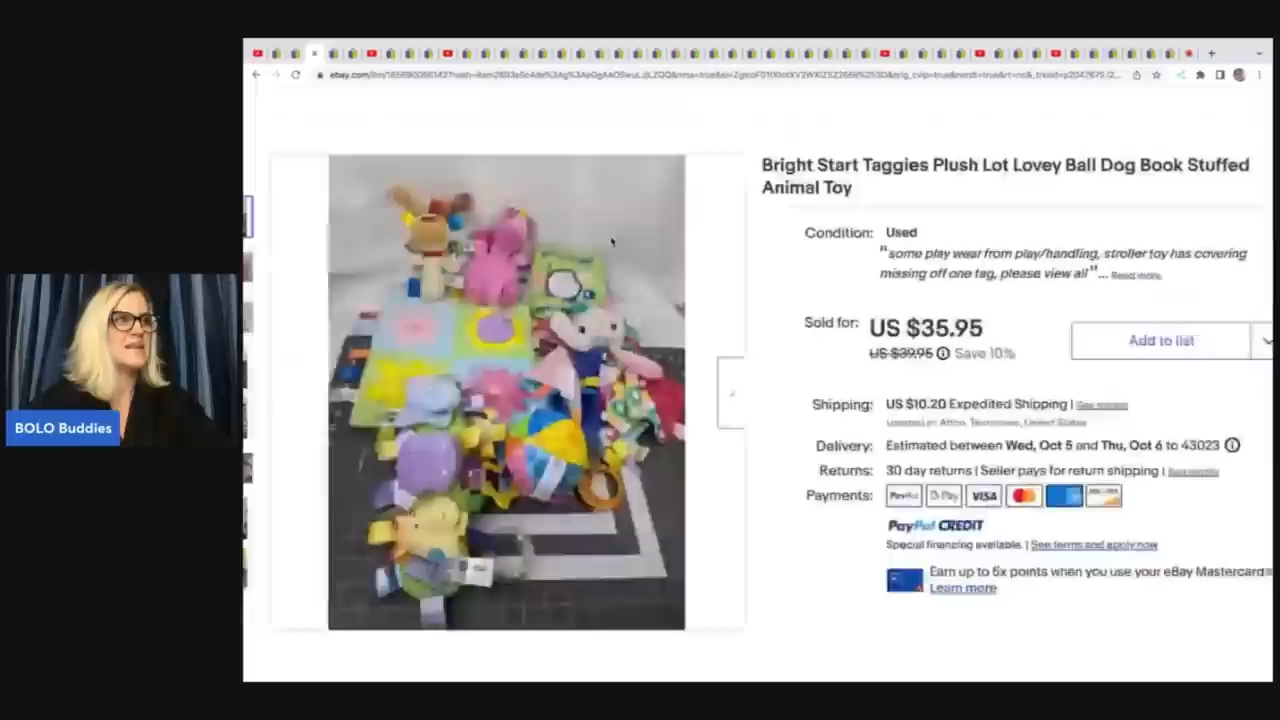 Bright Start Taggies Plush Lot Lovey Ball Dog Book Stuffed
Animal Toy
Condition: Used
"some play wear from play/handling, stroller toy has covering
missing off one tag, please view all"... Read more
Sold for: US $35.95
US $39.95 Save 10%
Add to list
Shipping: US $10.20 Expedited Shipping |
Delivery: Estimated between Wed, Oct 5 and Thu, Oct 6 to 43023
Returns: 30 day returns | Seller pays for return shipping |
Payments: PayPal G Pay VISA
PayPal CREDIT
Special financing available. | See terms and apply now
Earn up to 5x points when you use your eBay Mastercard®
Learn more
BOLO Buddies